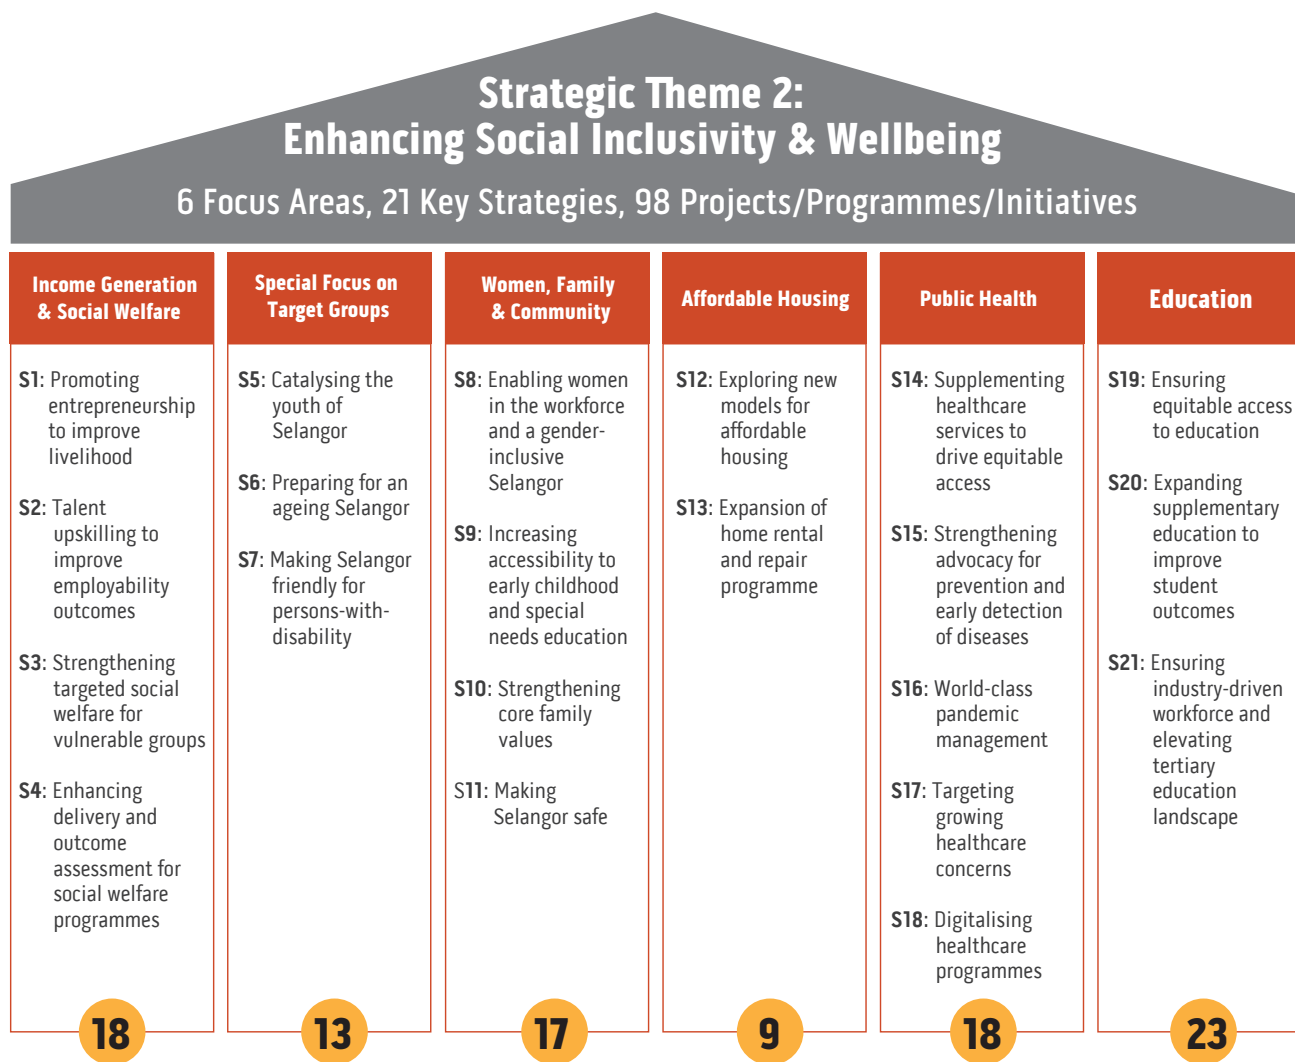 Strategic Theme 2:
Enhancing Social Inclusivity & Wellbeing
6 Focus Areas, 21 Key Strategies, 98 Projects/Programmes/Initiatives
Income Generation
& Social Welfare
S1: Promoting
entrepreneurship
to improve
livelihood
S2: Talent
upskilling to
improve
employability
outcomes
S3: Strengthening
targeted social
welfare for
vulnerable groups
S4: Enhancing
delivery and
outcome
assessment for
social welfare
programmes
18
Special Focus on
Target Groups
S5: Catalysing the
youth of
Selangor
S6: Preparing for an
ageing Selangor
S7: Making Selangor
friendly for
persons-with-
disability
13
Women, Family
& Community
S8: Enabling women
in the workforce
and a gender-
inclusive
Selangor
S9: Increasing
accessibility to
early childhood
and special
needs education
S10: Strengthening
core family
values
S11: Making
Selangor safe
17
Affordable Housing
S12: Exploring new
models for
affordable
housing
S13: Expansion of
home rental
and repair
programme
9
Public Health
S14: Supplementing
healthcare
services to
drive equitable
access
S15: Strengthening
advocacy for
prevention and
early detection
of diseases
S16: World-class
pandemic
management
S17: Targeting
growing
healthcare
concerns
S18: Digitalising
healthcare
programmes
18
Education
S19: Ensuring
equitable access
to education
S20: Expanding
supplementary
education to
improve
student
outcomes
S21: Ensuring
industry-driven
workforce and
elevating
tertiary
education
landscape
23